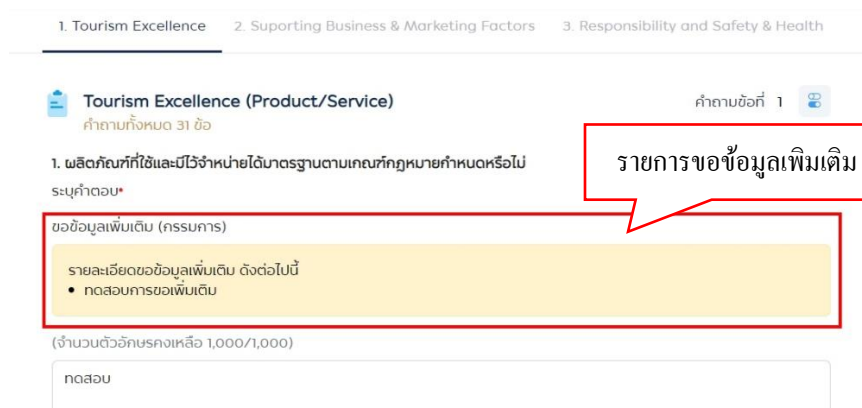 1. Tourism Excellence 2. Suporting Business & Marketing Factors 3. Responsibility and Safety & Health
Tourism Excellence (Product/Service) คำถามข้อที่ 1
คำถามทั้งหมด 31 ข้อ
รายการขอข้อมูลเพิ่มเติม
1. ผลิตภัณฑ์ที่ใช้และมีไว้จำหน่ายได้มาตรฐานตามเกณฑ์กฎหมายกำหนดหรือไม่
ระบุคำตอบ*
ขอข้อมูลเพิ่มเติม (กรรมการ)
รายละเอียดขอข้อมูลเพิ่มเติม ดังต่อไปนี้
• ทดสอบการขอเพิ่มเติม
(จำนวนตัวอักษรคงเหลือ 1,000/1,000)
ทดสอบ